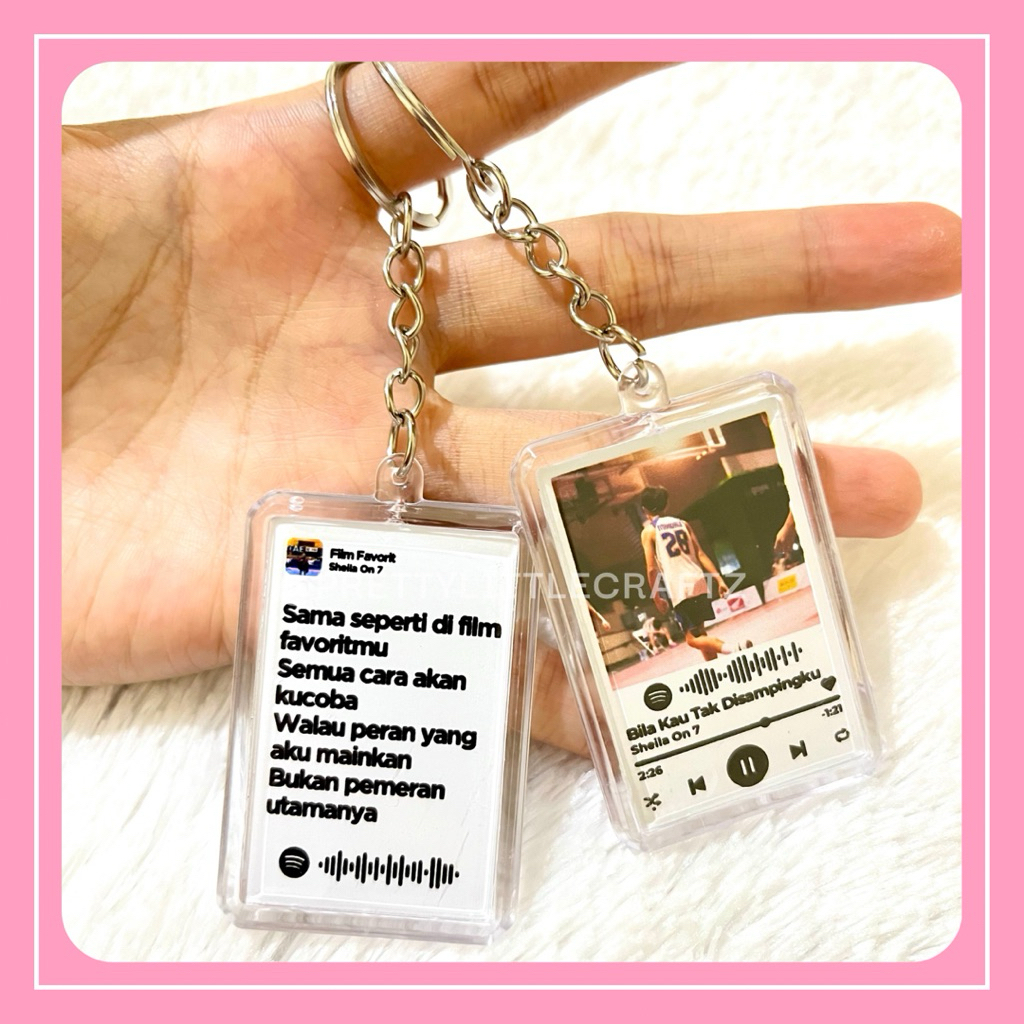 Film Favorit
Sheila On 7
Sama seperti di film
favoritmu
Semua cara akan
kucoba
Walau peran yang
aku mainkan
Bukan pemeran
utamanya
28
Bila Kau Tak Disampingku
Sheila On 7
2:26
-1:21